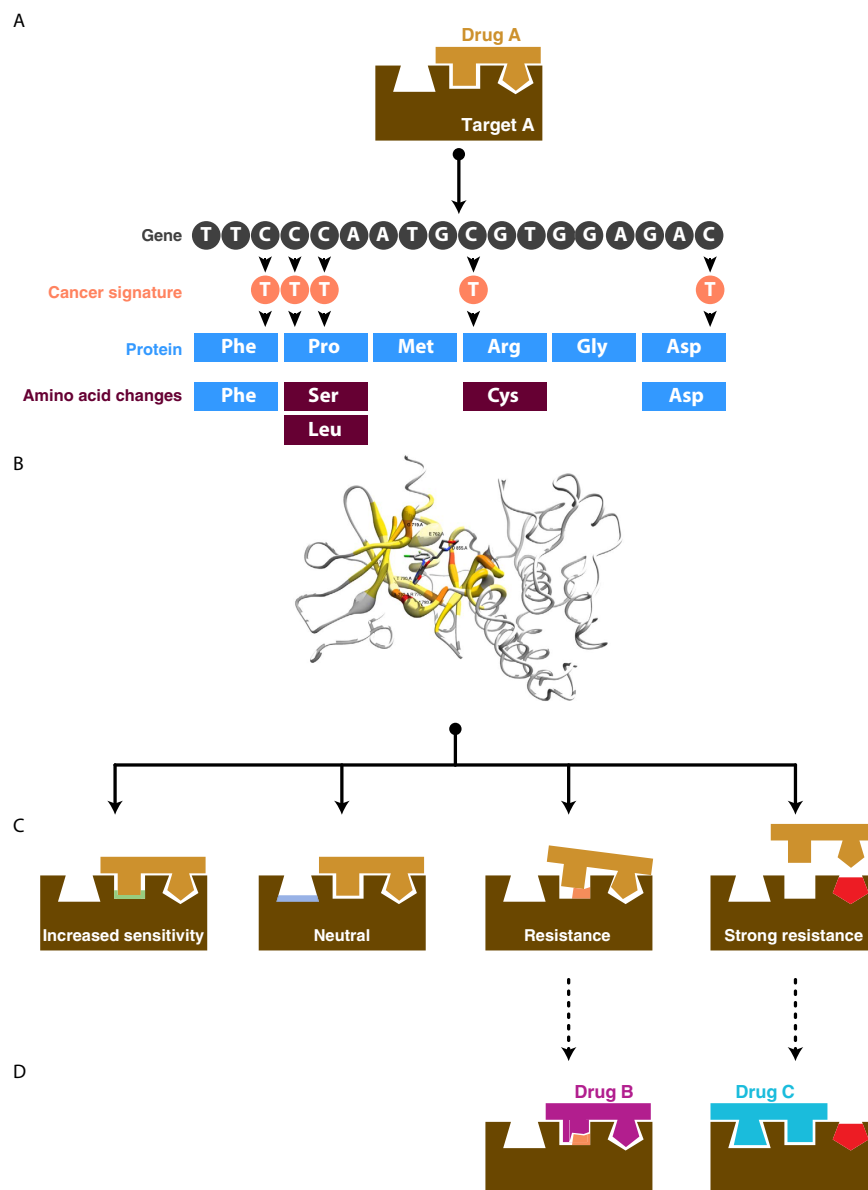 A
Drug A
Target A
Gene T T C C C A A T G C G T G G A G A C
Cancer signature T T T T T
Protein Phe Pro Met Arg Gly Asp
Amino acid changes Phe Ser Cys Asp
Leu
B
C
Increased sensitivity Neutral Resistance Strong resistance
D
Drug B Drug C